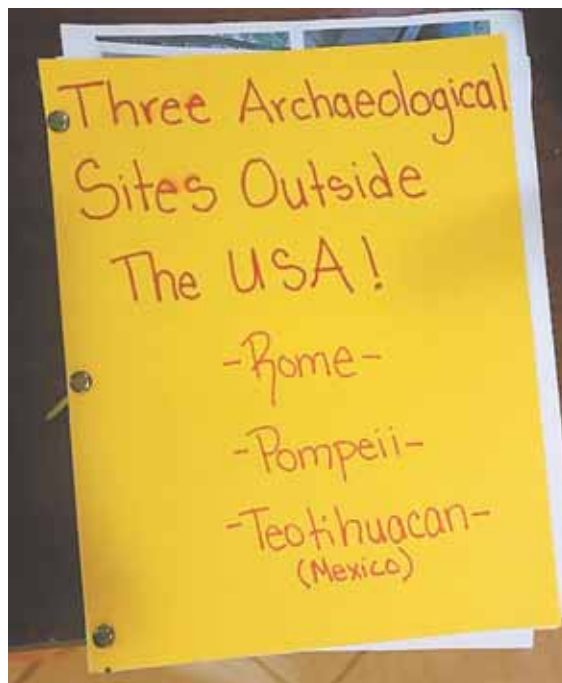 Three Archaeological
Sites Outside
The USA!
-Rome-
-Pompeii-
-Teotihuacan-
(Mexico)